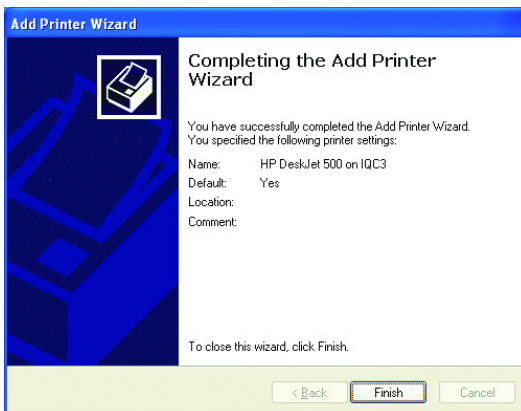 Add Printer Wizard
Completing the Add Printer
Wizard
You have successfully completed the Add Printer Wizard.
You specified the following printer settings:
Name: HP DeskJet 500 on IQC3
Default: Yes
Location:
Comment:
To close this wizard, click Finish.
< Back Finish Cancel